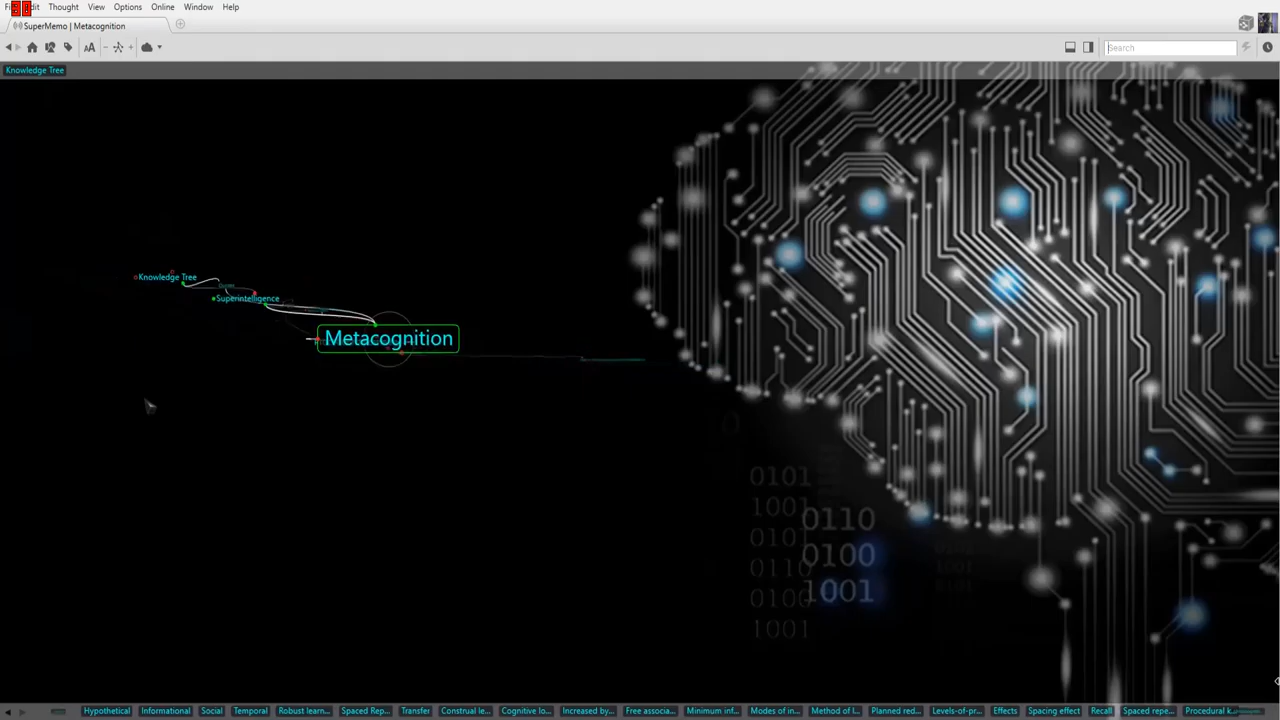 Thought View Options Online Window Help
SuperMemo | Metacognition
AA
Search
Knowledge Tree
Knowledge Tree
Superintelligence
Metacognition
0101
1001
0110
0101
0100
0110
1001
0100
1001
Hypothetical Informational Social Temporal Robust learn... Spaced Rep... Transfer Construal le... Cognitive lo... Increased by... Free associa... Minimum inf... Modes of in... Method of l... Planned red... Levels-of-pr... Effects Spacing effect Recall Spaced repe... Procedural k...